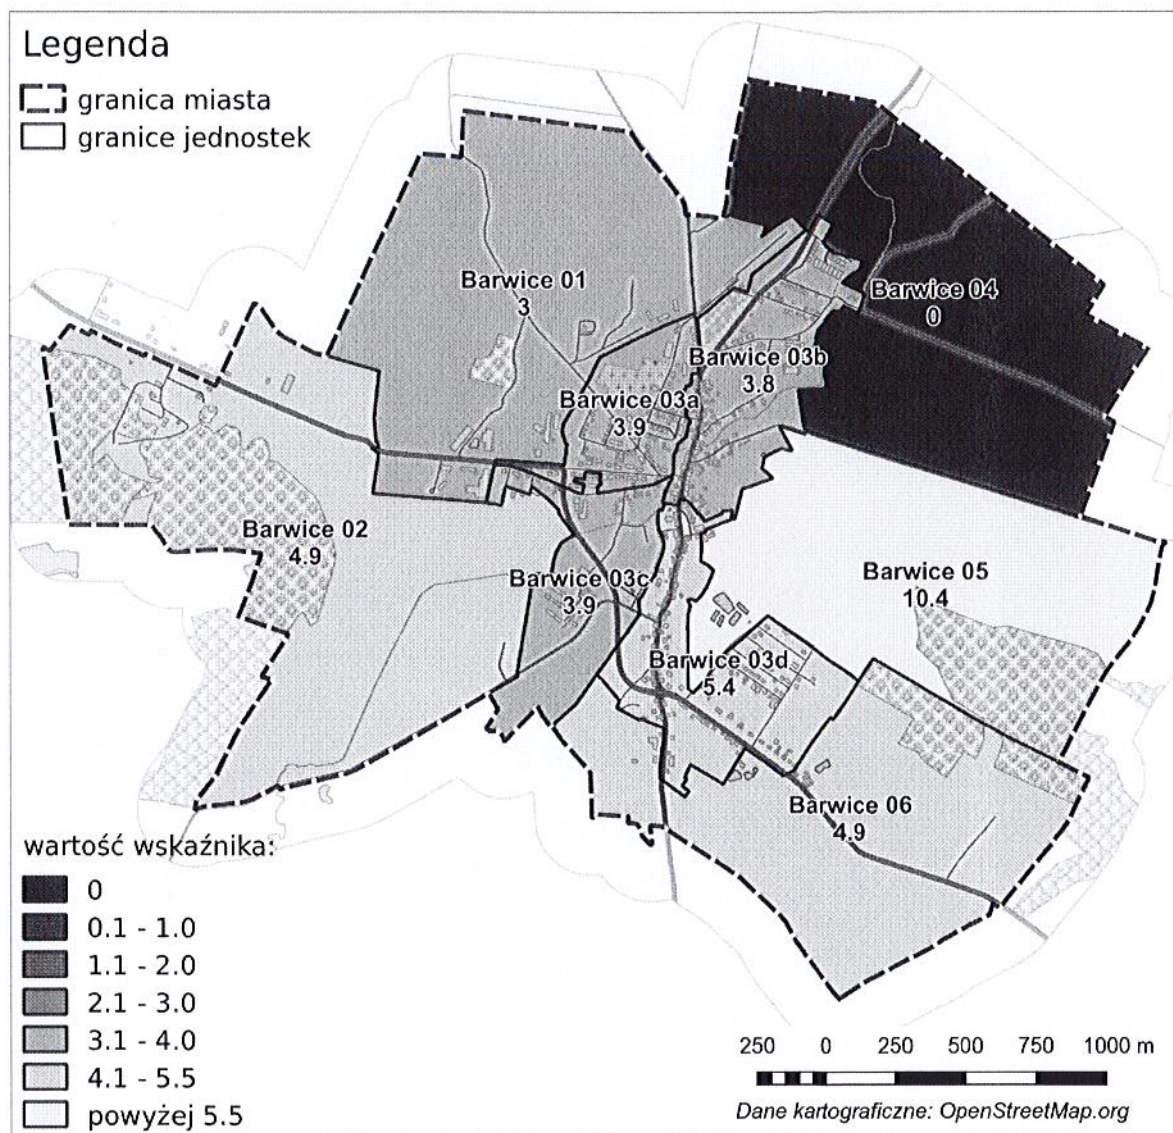 Legenda
granica miasta
granice jednostek
Barwice 01
3
Barwice 04
0
Barwice 03b
3.8
Barwice 03a
3.9
Barwice 02
4.9
Barwice 03c
3.9
Barwice 05
10.4
Barwice 03d
5.4
Barwice 06
4.9
wartość wskaźnika:
0
0.1 - 1.0
1.1 - 2.0
2.1 - 3.0
3.1 - 4.0
4.1 - 5.5
powyżej 5.5
250 0 250 500 750 1000 m
Dane kartograficzne: OpenStreetMap.org